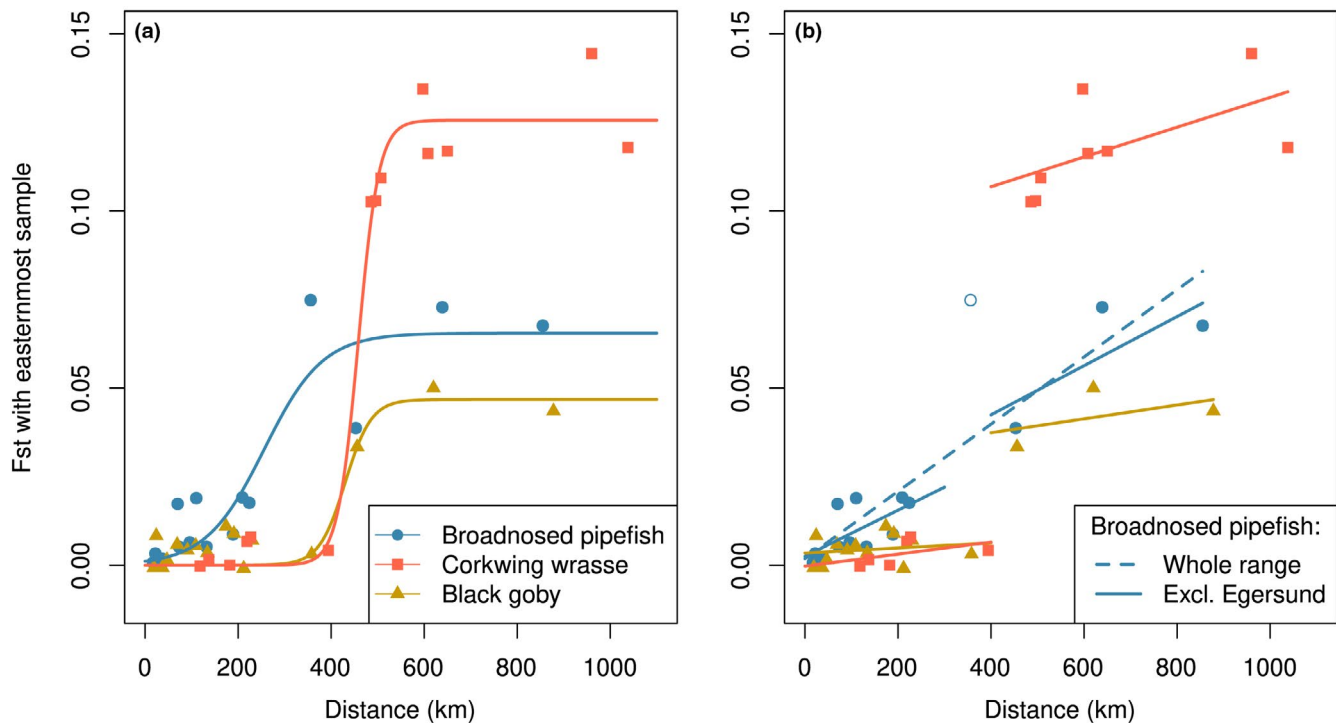 (a)
(b)
Fst with easternmost sample
0.15
0.10
0.05
0.00
0.15
0.10
0.05
0.00
Broadnosed pipefish
Corkwing wrasse
Black goby
Broadnosed pipefish:
Whole range
Excl. Egersund
0 200 400 600 800 1000
0 200 400 600 800 1000
Distance (km)
Distance (km)